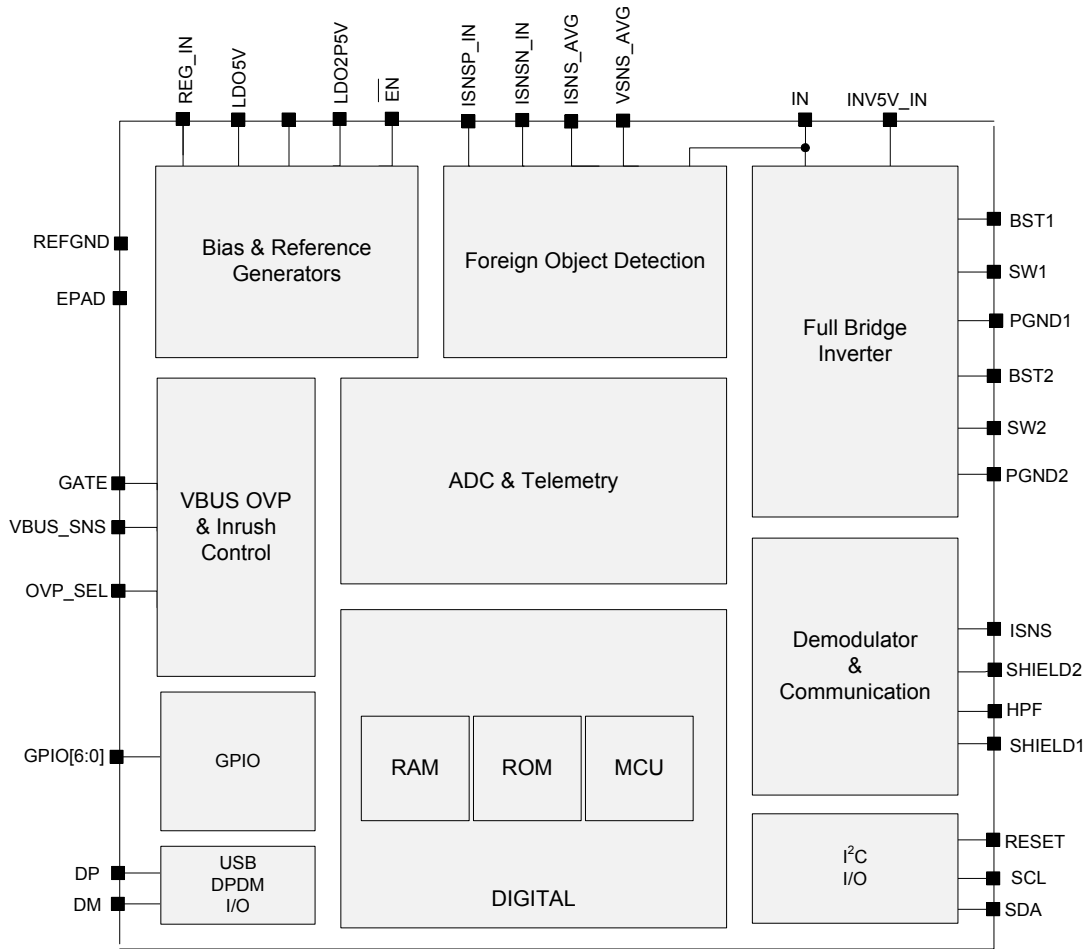 REG_IN
LDO5V
LDO2P5V
EN
ISNSP_IN
ISNSN_IN
ISNS_AVG
VSNS_AVG
IN
INV5V_IN
REFGND
EPAD
Bias & Reference
Generators
Foreign Object Detection
Full Bridge
Inverter
BST1
SW1
PGND1
BST2
SW2
PGND2
GATE
VBUS_SNS
OVP_SEL
VBUS OVP
& Inrush
Control
ADC & Telemetry
Demodulator
&
Communication
ISNS
SHIELD2
HPF
SHIELD1
GPIO[6:0]
GPIO
RAM
ROM
MCU
DIGITAL
DP
DM
USB
DPDM
I/O
I²C
I/O
RESET
SCL
SDA